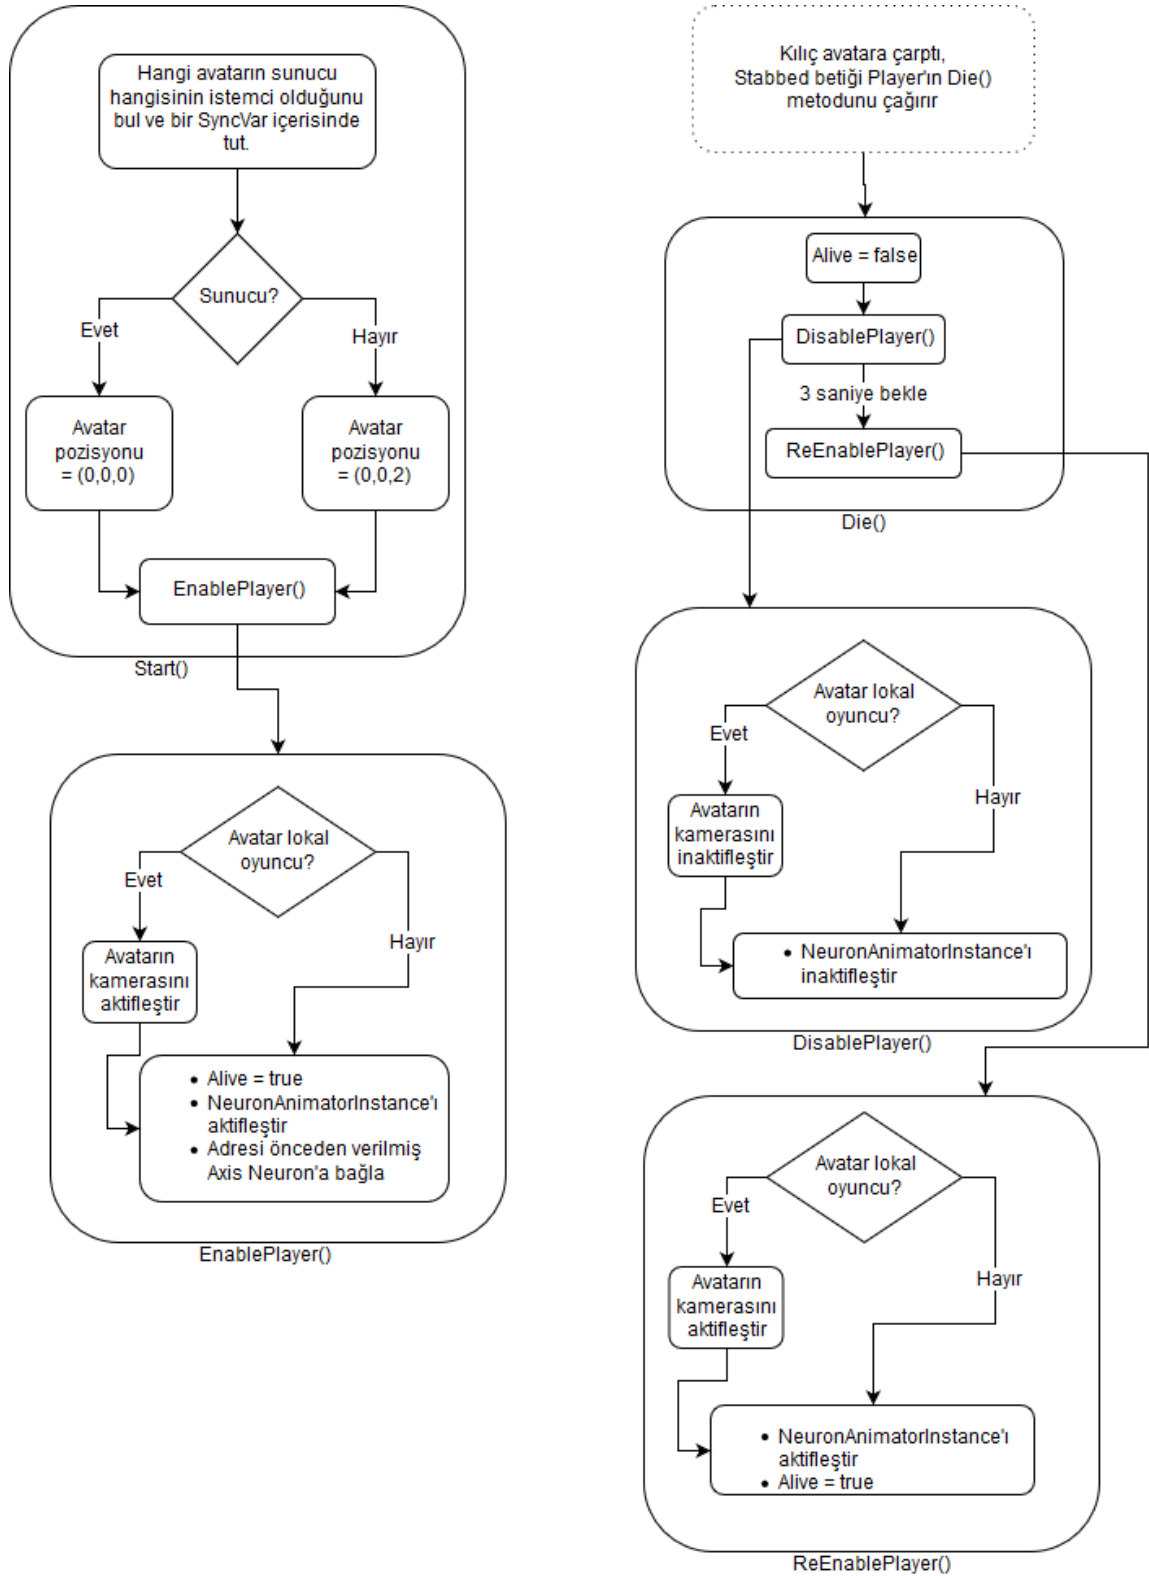 Hangi avatarın sunucu
hangisinin istemci olduğunu
bul ve bir SyncVar içerisinde
tut.
Sunucu?
Evet
Hayır
Avatar
pozisyonu
= (0,0,0)
Avatar
pozisyonu
= (0,0,2)
EnablePlayer()
Start()
Avatar lokal
oyuncu?
Evet
Hayır
Avatarın
kamerasını
aktifleştir
• Alive = true
• NeuronAnimatorInstance'ı
aktifleştir
• Adresi önceden verilmiş
Axis Neuron'a bağla
EnablePlayer()
Kılıç avatara çarptı,
Stabbed betiği Player'ın Die()
metodunu çağırır
Alive = false
DisablePlayer()
3 saniye bekle
ReEnablePlayer()
Die()
Avatar lokal
oyuncu?
Evet
Hayır
Avatarın
kamerasını
inaktifleştir
• NeuronAnimatorInstance'ı
inaktifleştir
DisablePlayer()
Avatar lokal
oyuncu?
Evet
Hayır
Avatarın
kamerasını
aktifleştir
• NeuronAnimatorInstance'ı
aktifleştir
• Alive = true
ReEnablePlayer()